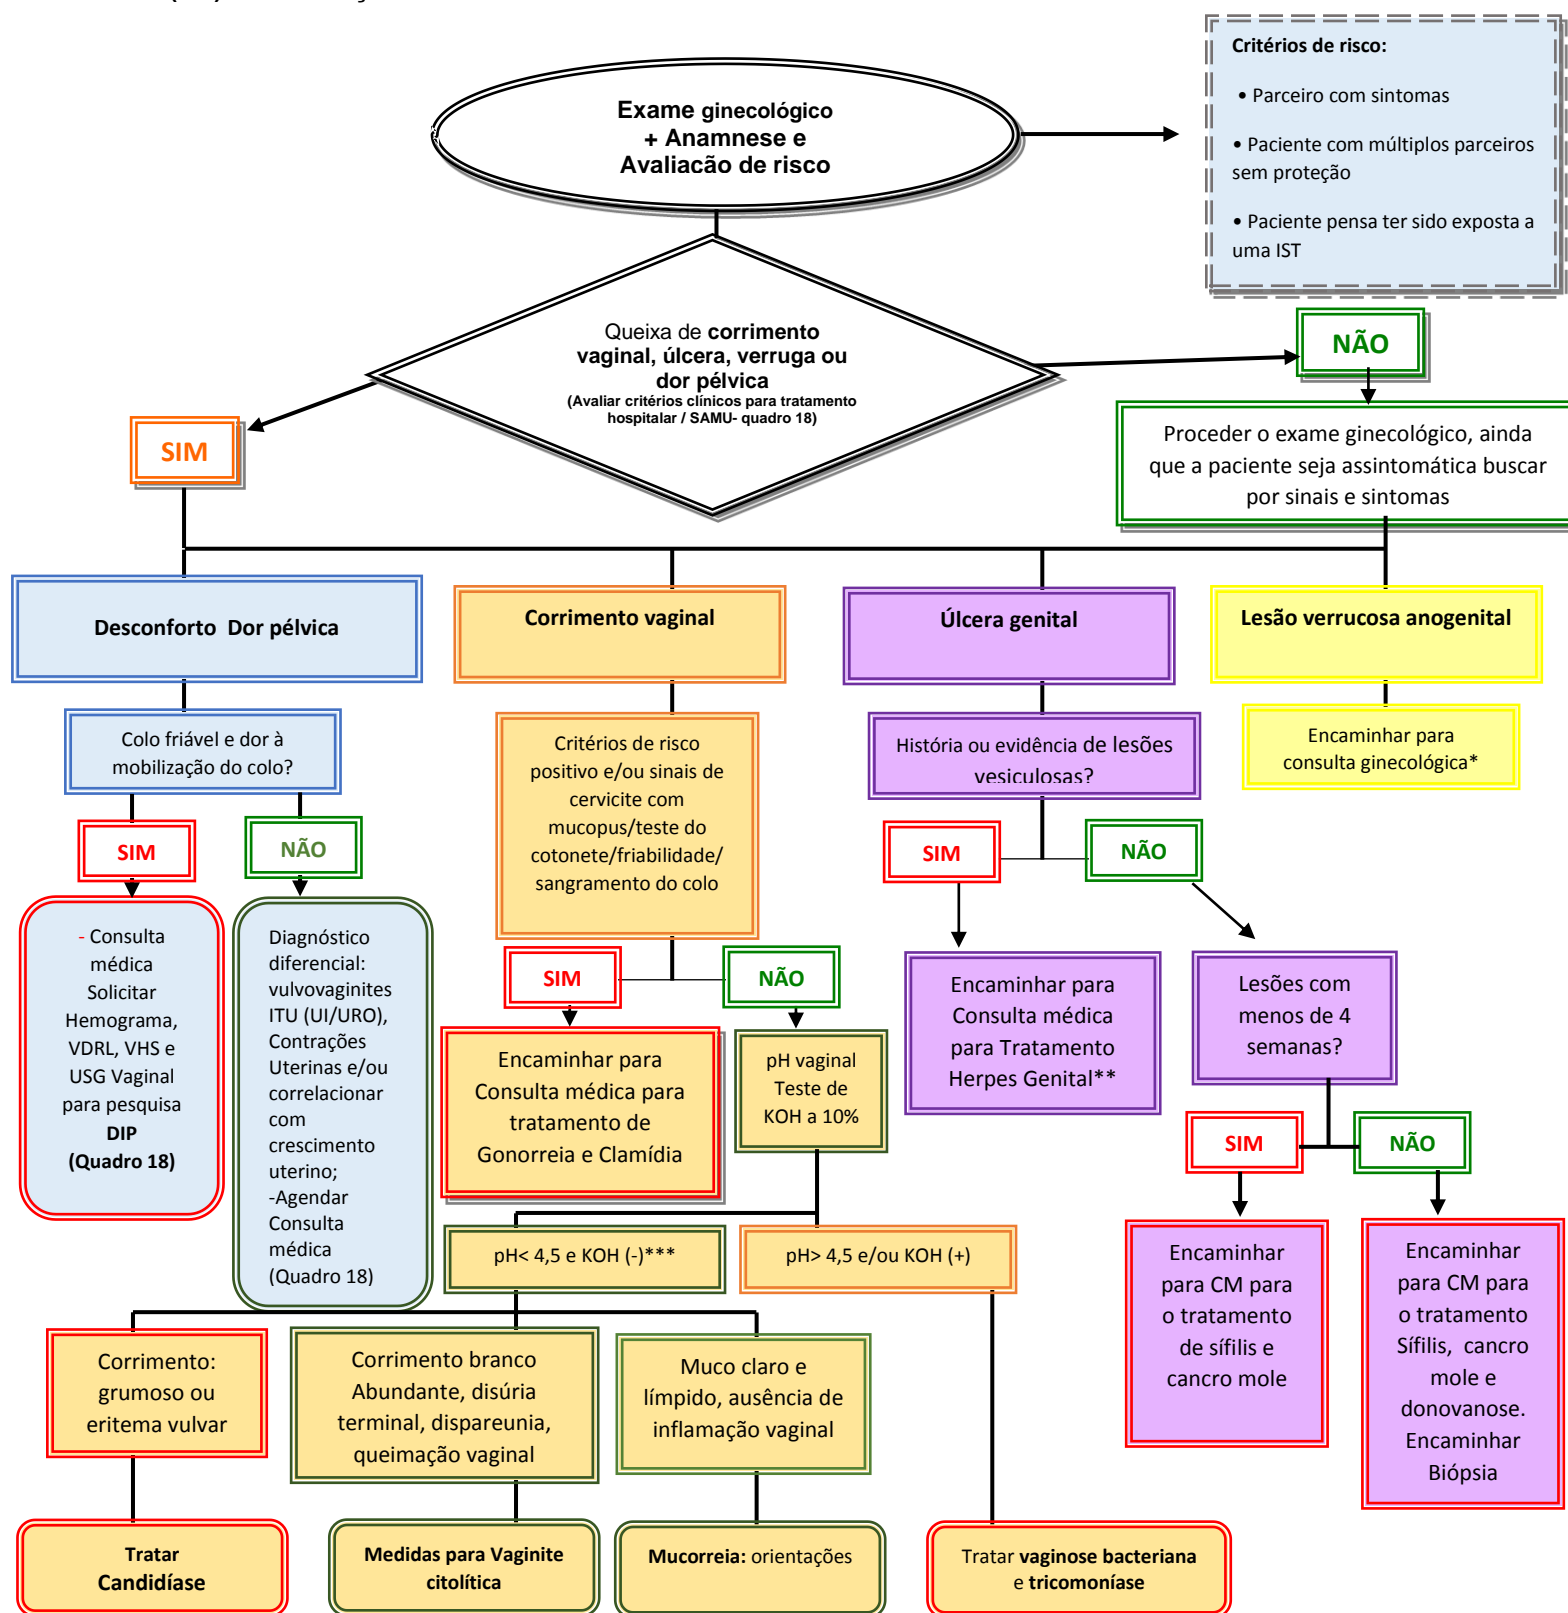 Exame ginecológico
+ Anamnese e
Avaliacão de risco
Critérios de risco:
• Parceiro com sintomas
• Paciente com múltiplos parceiros
sem proteção
• Paciente pensa ter sido exposta a
uma IST
Queixa de corrimento
vaginal, úlcera, verruga ou
dor pélvica
(Avaliar critérios clínicos para tratamento
hospitalar / SAMU- quadro 18)
NÃO
SIM
Proceder o exame ginecológico, ainda
que a paciente seja assintomática buscar
por sinais e sintomas
Desconforto Dor pélvica
Corrimento vaginal
Úlcera genital
Lesão verrucosa anogenital
Colo friável e dor à
mobilização do colo?
Critérios de risco
positivo e/ou sinais de
cervicite com
mucopus/teste do
cotonete/friabilidade/
sangramento do colo
História ou evidência de lesões
vesiculosas?
Encaminhar para
consulta ginecológica*
SIM
NÃO
SIM
NÃO
- Consulta
médica
Solicitar
Hemograma,
VDRL, VHS e
USG Vaginal
para pesquisa
DIP
(Quadro 18)
Diagnóstico
diferencial:
vulvovaginites
ITU (UI/URO),
Contrações
Uterinas e/ou
correlacionar
com
crescimento
uterino;
-Agendar
Consulta
médica
(Quadro 18)
SIM
NÃO
Encaminhar para
Consulta médica para
tratamento de
Gonorreia e Clamídia
pH vaginal
Teste de
KOH a 10%
Encaminhar para
Consulta médica
para Tratamento
Herpes Genital**
Lesões com
menos de 4
semanas?
SIM
NÃO
pH< 4,5 e KOH (-)***
pH> 4,5 e/ou KOH (+)
Encaminhar
para CM para
o tratamento
de sífilis e
cancro mole
Encaminhar
para CM para
o tratamento
Sífilis, cancro
mole e
donovanose.
Encaminhar
Biópsia
Corrimento:
grumoso ou
eritema vulvar
Corrimento branco
Abundante, disúria
terminal, dispareunia,
queimação vaginal
Muco claro e
límpido, ausência de
inflamação vaginal
Tratar
Candidíase
Medidas para Vaginite
citolítica
Mucorreia: orientações
Tratar vaginose bacteriana
e tricomoníase